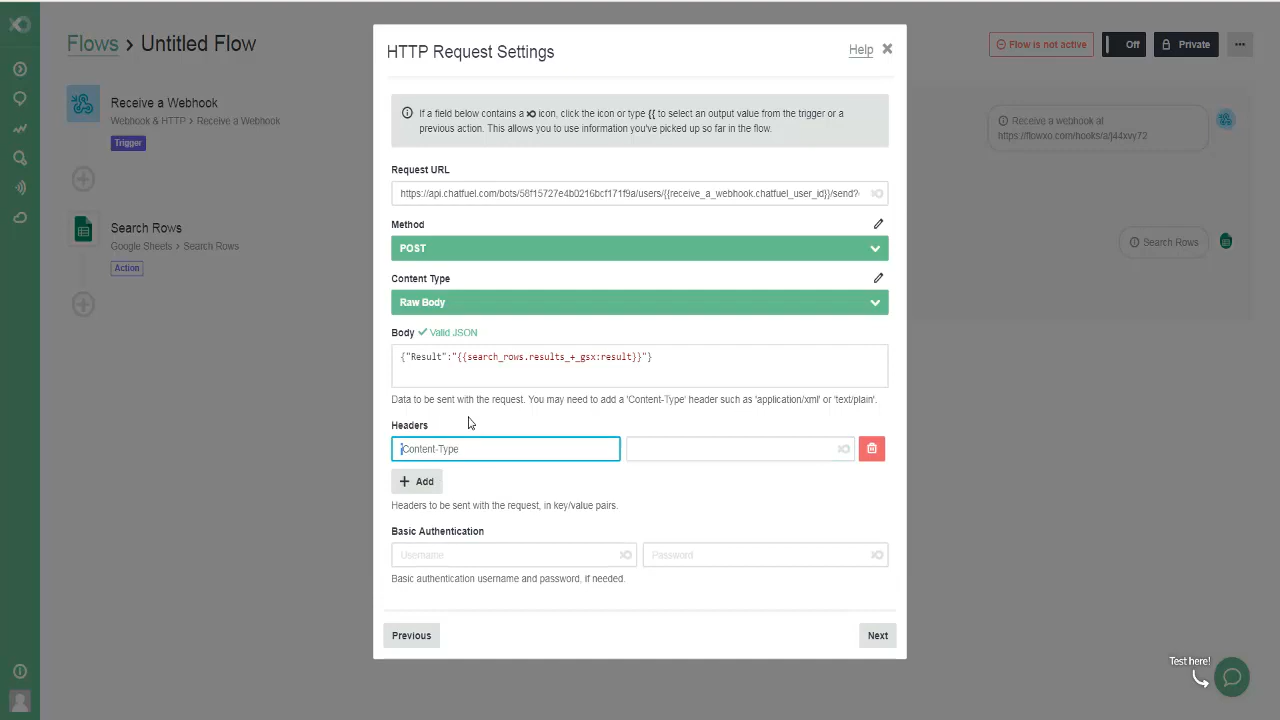 Flows > Untitled Flow
Flow is not active
Off
Private
Receive a Webhook
Webhook & HTTP > Receive a Webhook
Trigger
Search Rows
Google Sheets > Search Rows
Action
HTTP Request Settings
Help
If a field below contains a icon, click the icon or type {{ to select an output value from the trigger or a
previous action. This allows you to use information you've picked up so far in the flow.
Request URL
https://api.chatfuel.com/bots/58f15727e4b0216bcf171f9a/users/{{receive_a_webhook.chatfuel_user_id}}/send?
Method
POST
Content Type
Raw Body
Body Valid JSON
{"Result":"{{search_rows.results_+_gsx:result}}"}
Data to be sent with the request. You may need to add a 'Content-Type' header such as 'application/xml' or 'text/plain'.
Headers
Content-Type
Add
Headers to be sent with the request, in key/value pairs.
Basic Authentication
Username
Password
Basic authentication username and password, if needed.
Previous
Next
Receive a webhook at
https://flowxo.com/hooks/a/j44xvy72
Search Rows
Test here!